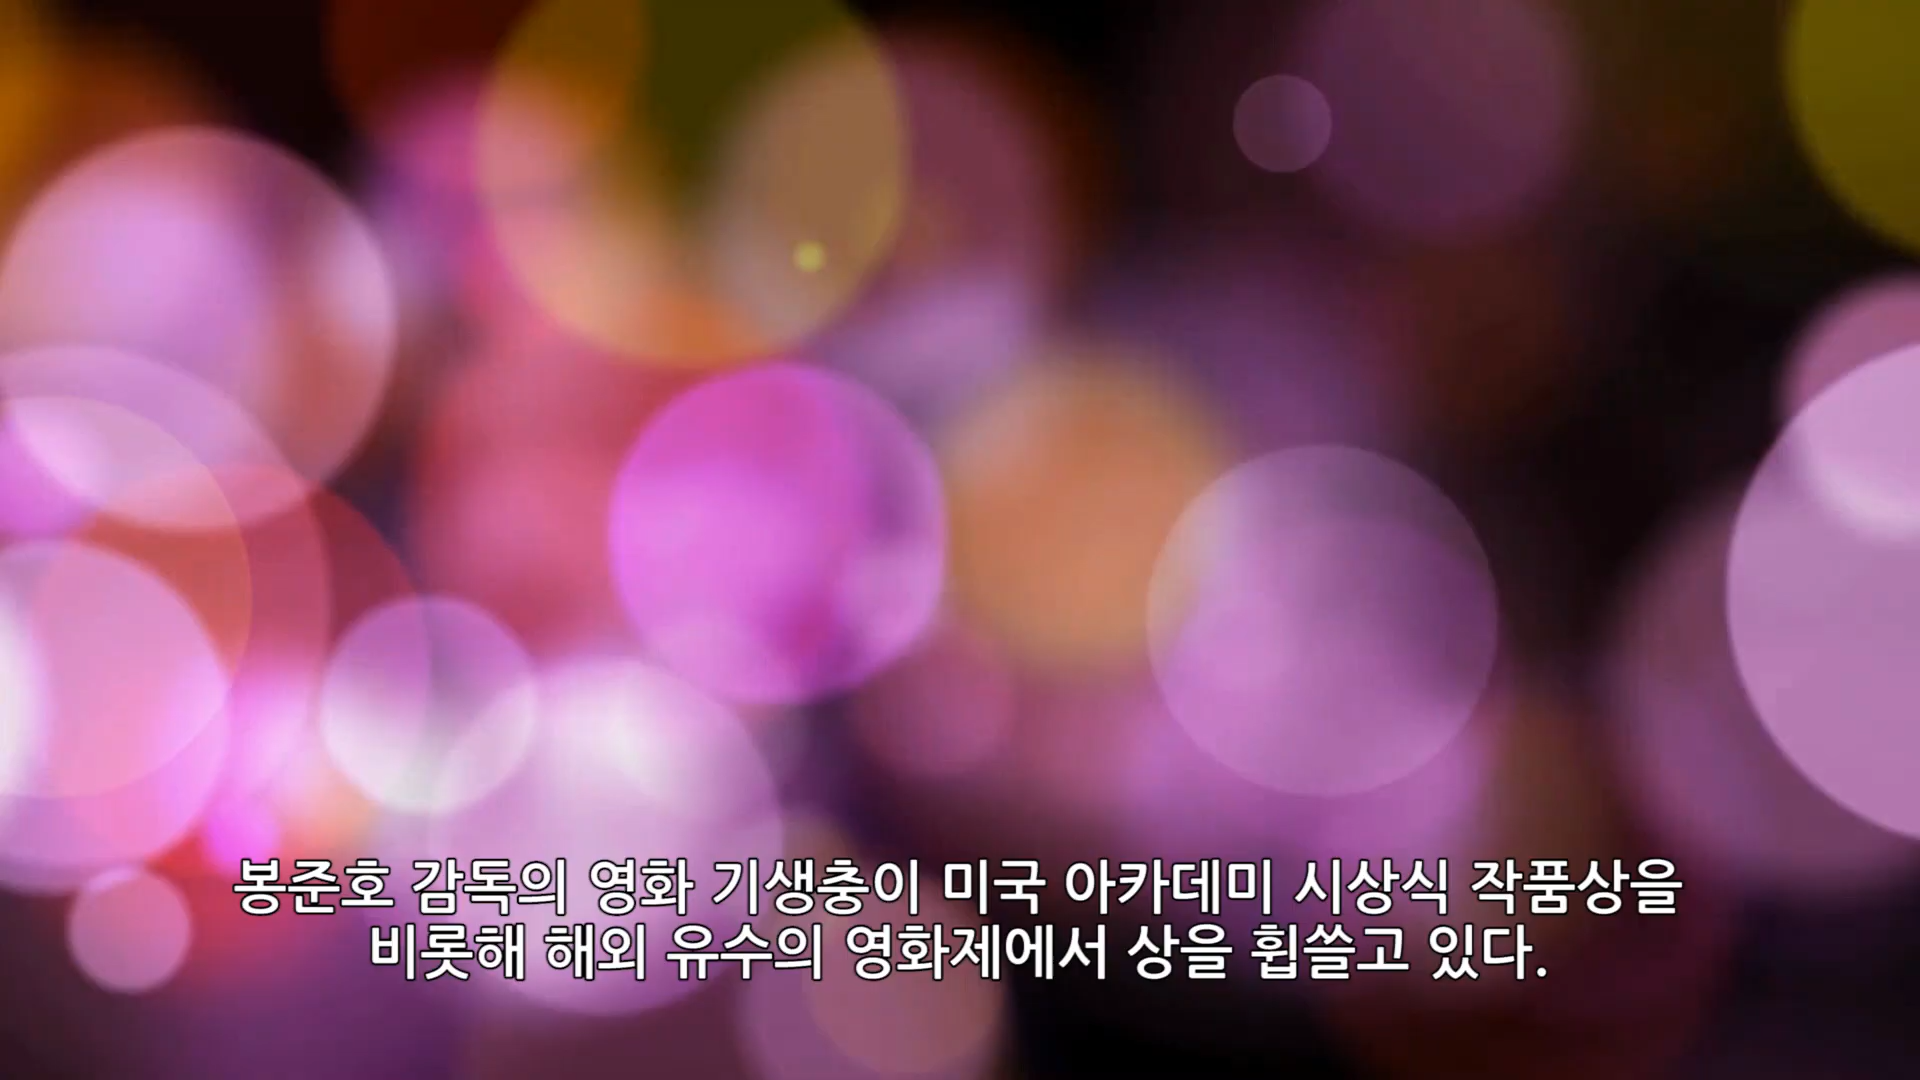 봉준호 감독의 영화 기생충이 미국 아카데미 시상식 작품상을
비롯해 해외 유수의 영화제에서 상을 휩쓸고 있다.